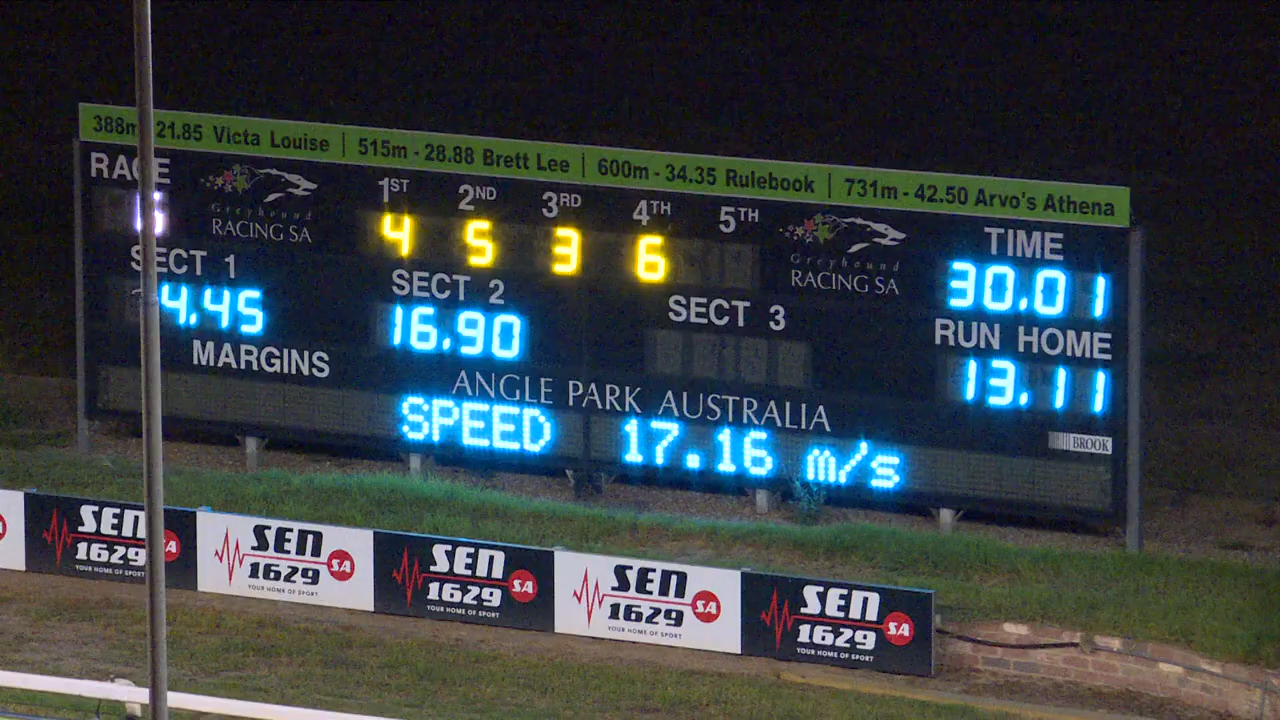 388m 21.85 Victa Louise | 515m - 28.88 Brett Lee | 600m - 34.35 Rulebook | 731m - 42.50 Arvo's Athena
RACE
Greyhound
RACING SA
1ST 2ND 3RD 4TH 5TH
4 5 3 6
Greyhound
RACING SA
TIME
30.01
SECT 1
4.45
SECT 2
16.90
SECT 3
RUN HOME
13.11
MARGINS
ANGLE PARK AUSTRALIA
SPEED 17.16 m/s
BROOK
SEN
1629
YOUR HOME OF SPORT
SEN
1629 SA
YOUR HOME OF SPORT
SEN
1629 SA
YOUR HOME OF SPORT
SEN
1629 SA
YOUR HOME OF SPORT
SEN
1629 SA
YOUR HOME OF SPORT